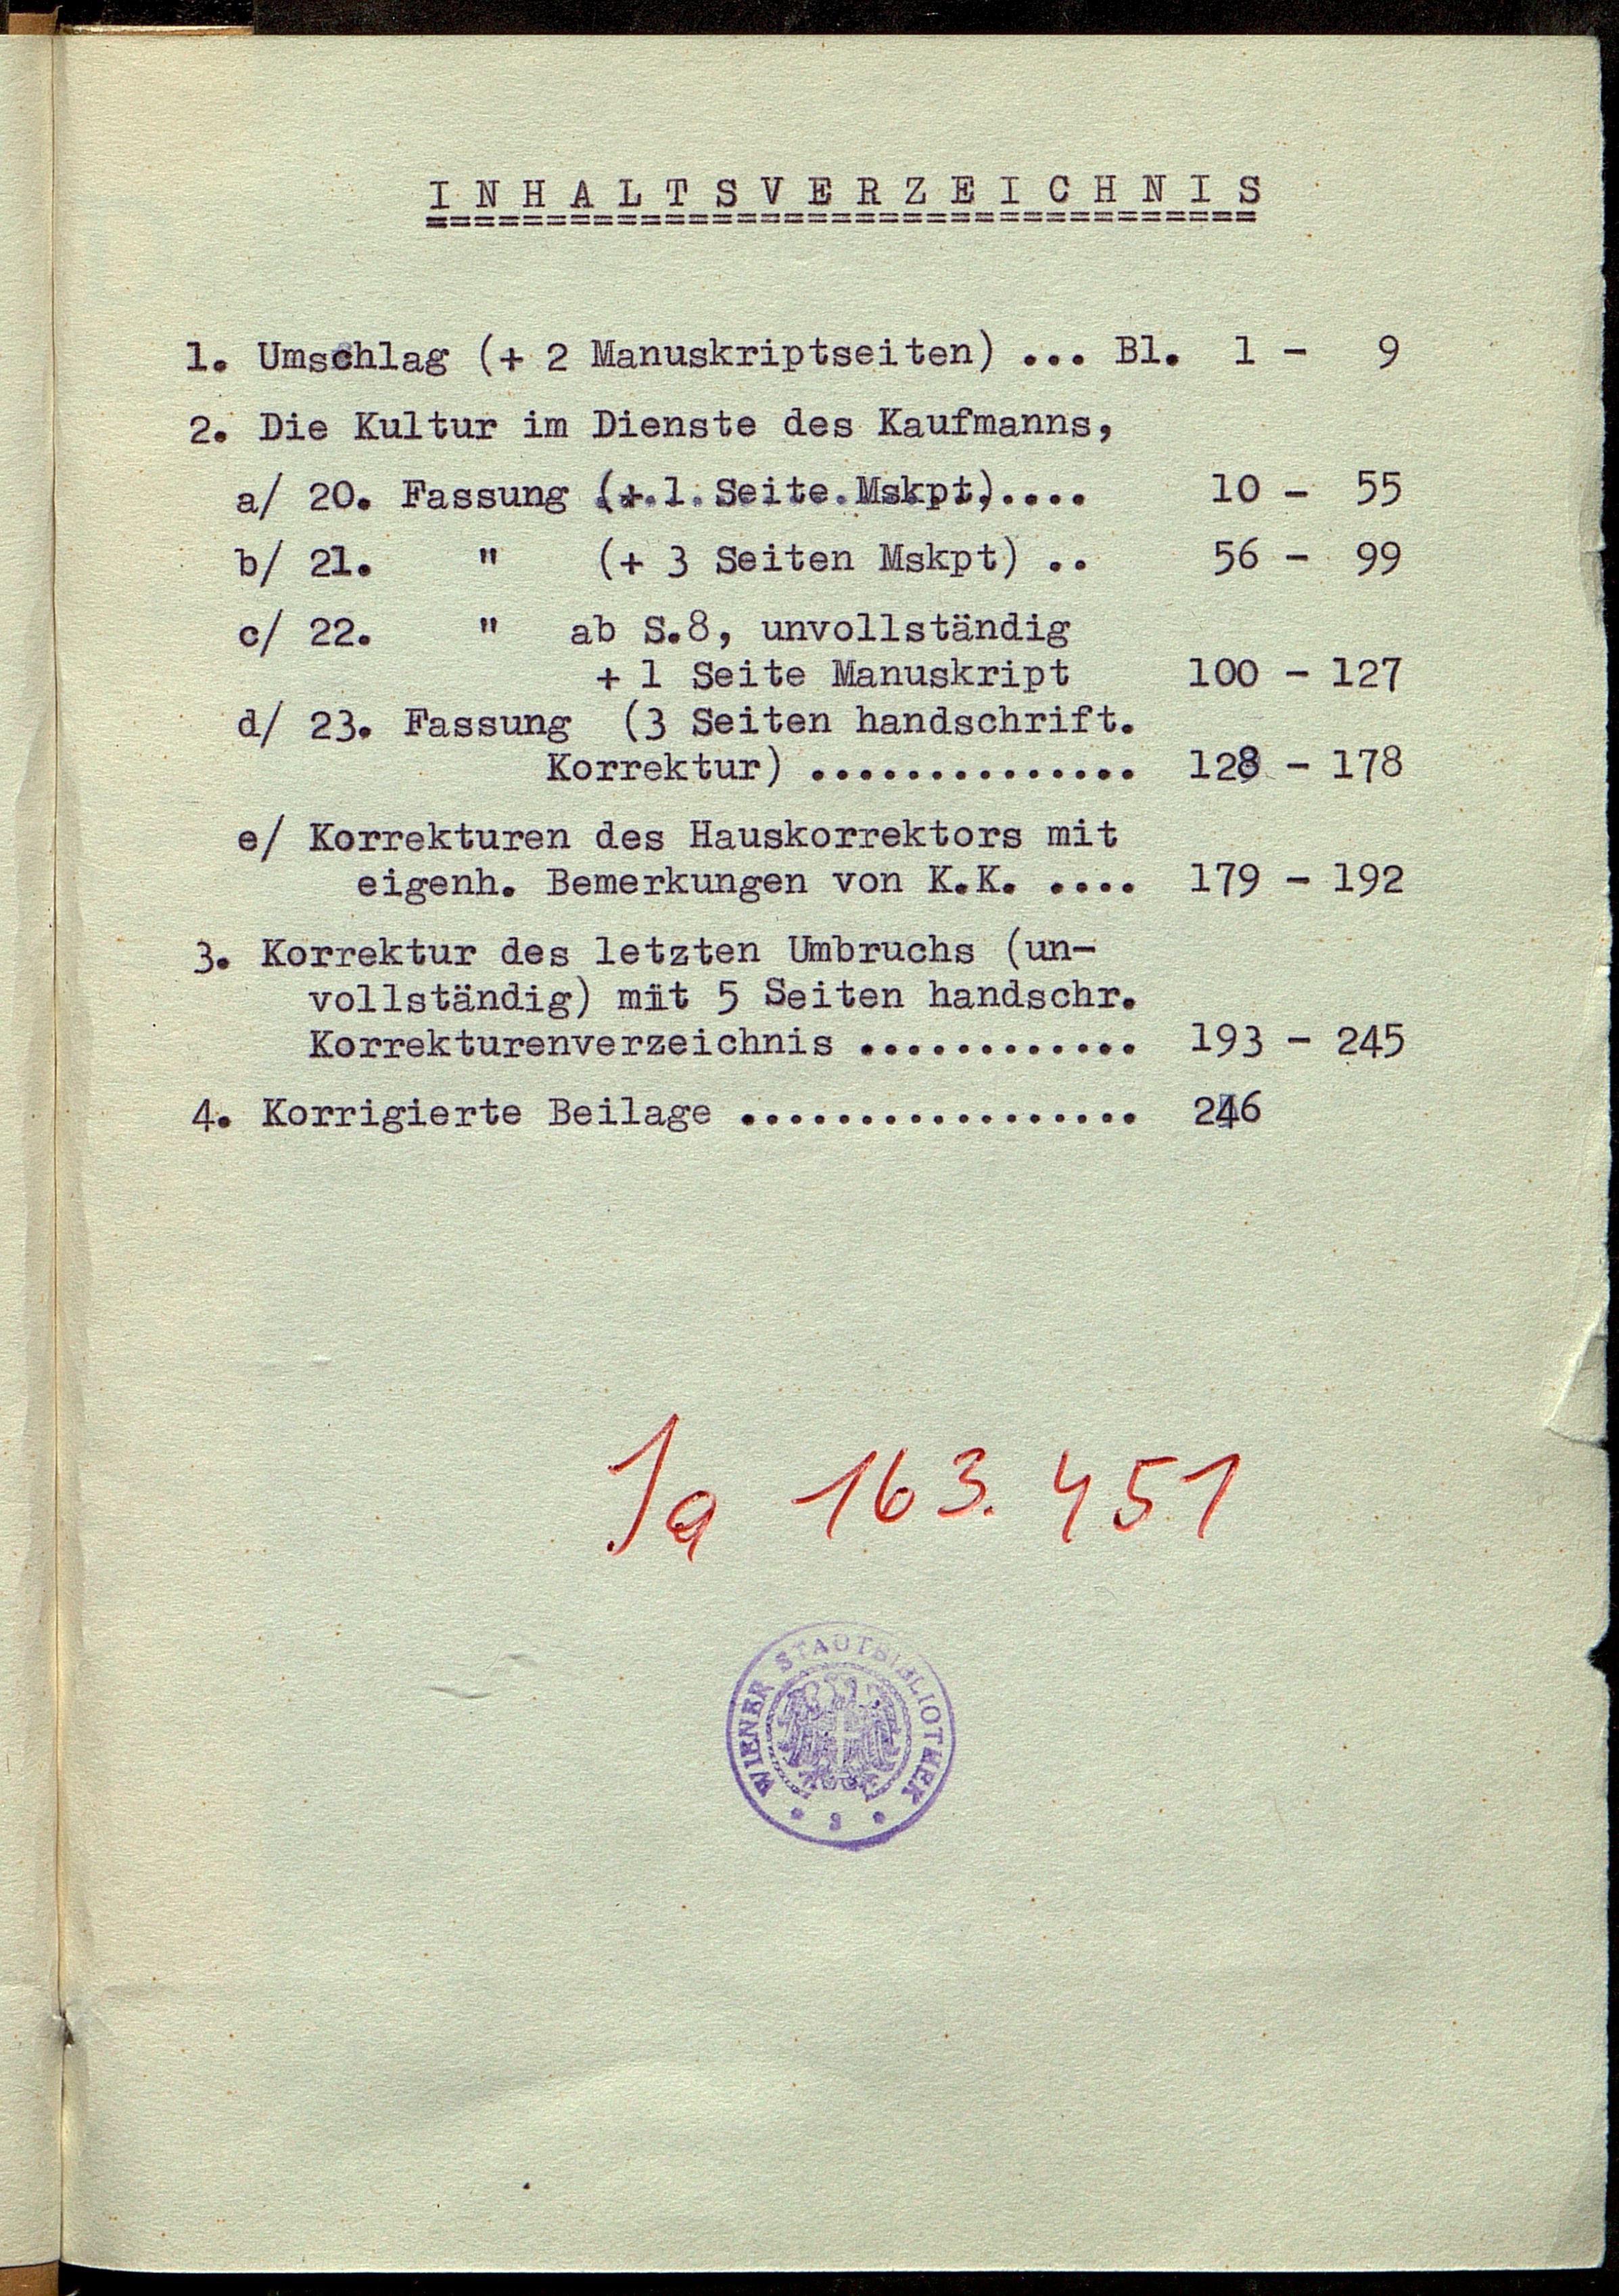 INHALTSVERZEICHNIS
1. Umschlag (+ 2 Manuskriptseiten) ... Bl. 1 - 9
2. Die Kultur im Dienste des Kaufmanns,
a/ 20. Fassung (+ 1 Seite Mskpt).... 10 - 55
b/ 21. " (+ 3 Seiten Mskpt) .. 56 - 99
c/ 22. " ab S.8, unvollständig
+ 1 Seite Manuskript 100 - 127
d/ 23. Fassung (3 Seiten handschrift.
Korrektur) .............. 128 - 178
e/ Korrekturen des Hauskorrektors mit
eigenh. Bemerkungen von K.K. .... 179 - 192
3. Korrektur des letzten Umbruchs (un-
vollständig) mit 5 Seiten handschr.
Korrekturenverzeichnis ............ 193 - 245
4. Korrigierte Beilage ................. 246
Ja 163.451
WIENER STADTBIBLIOTHEK